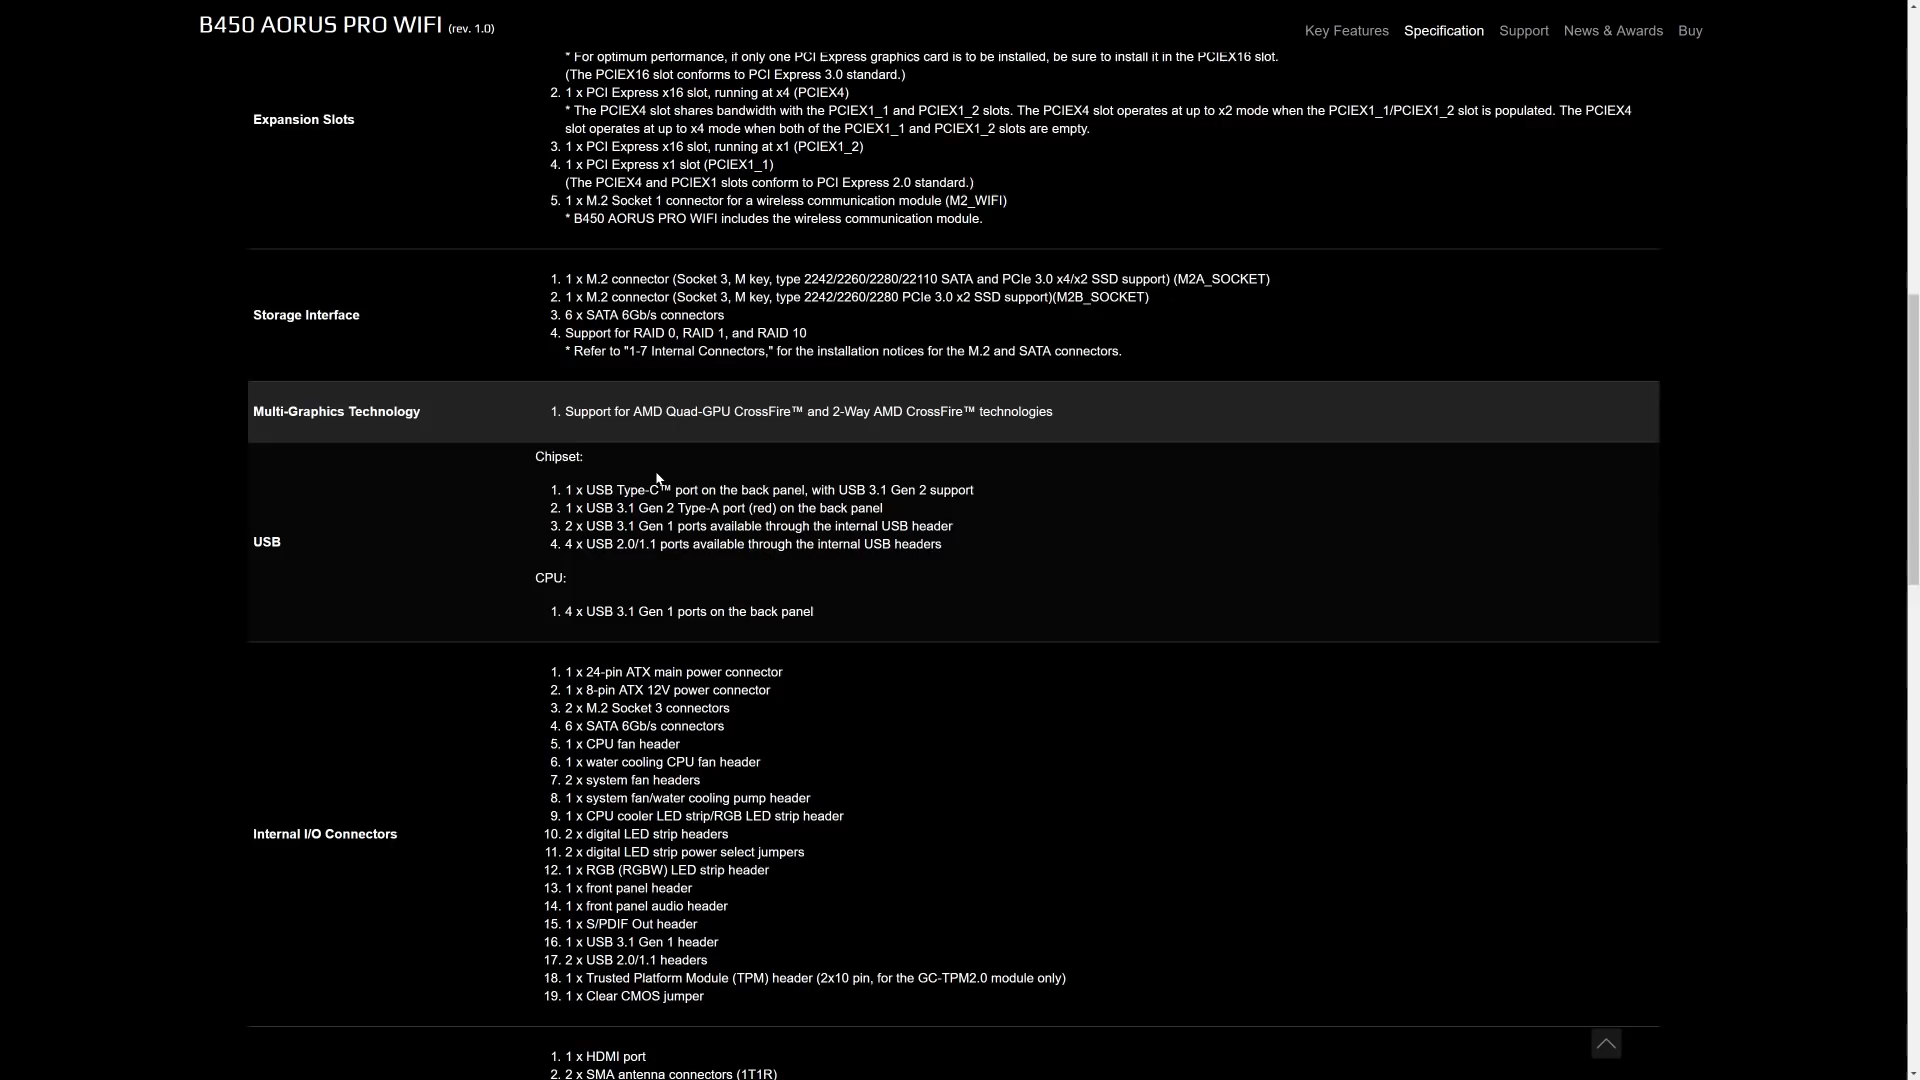 B450 AORUS PRO WIFI (rev. 1.0)
Key Features Specification Support News & Awards Buy
* For optimum performance, if only one PCI Express graphics card is to be installed, be sure to install it in the PCIEX16 slot.
(The PCIEX16 slot conforms to PCI Express 3.0 standard.)
2. 1 x PCI Express x16 slot, running at x4 (PCIEX4)
* The PCIEX4 slot shares bandwidth with the PCIEX1_1 and PCIEX1_2 slots. The PCIEX4 slot operates at up to x2 mode when the PCIEX1_1/PCIEX1_2 slot is populated. The PCIEX4
Expansion Slots
slot operates at up to x4 mode when both of the PCIEX1_1 and PCIEX1_2 slots are empty.
3. 1 x PCI Express x16 slot, running at x1 (PCIEX1_2)
4. 1 x PCI Express x1 slot (PCIEX1_1)
(The PCIEX4 and PCIEX1 slots conform to PCI Express 2.0 standard.)
5. 1 x M.2 Socket 1 connector for a wireless communication module (M2_WIFI)
* B450 AORUS PRO WIFI includes the wireless communication module.
1. 1 x M.2 connector (Socket 3, M key, type 2242/2260/2280/22110 SATA and PCIe 3.0 x4/x2 SSD support) (M2A_SOCKET)
2. 1 x M.2 connector (Socket 3, M key, type 2242/2260/2280 PCIe 3.0 x2 SSD support)(M2B_SOCKET)
Storage Interface
3. 6 x SATA 6Gb/s connectors
4. Support for RAID 0, RAID 1, and RAID 10
* Refer to "1-7 Internal Connectors," for the installation notices for the M.2 and SATA connectors.
Multi-Graphics Technology
1. Support for AMD Quad-GPU CrossFire™ and 2-Way AMD CrossFire™ technologies
Chipset:
1. 1 x USB Type-C™ port on the back panel, with USB 3.1 Gen 2 support
2. 1 x USB 3.1 Gen 2 Type-A port (red) on the back panel
3. 2 x USB 3.1 Gen 1 ports available through the internal USB header
USB
4. 4 x USB 2.0/1.1 ports available through the internal USB headers
CPU:
1. 4 x USB 3.1 Gen 1 ports on the back panel
1. 1 x 24-pin ATX main power connector
2. 1 x 8-pin ATX 12V power connector
3. 2 x M.2 Socket 3 connectors
4. 6 x SATA 6Gb/s connectors
5. 1 x CPU fan header
6. 1 x water cooling CPU fan header
7. 2 x system fan headers
8. 1 x system fan/water cooling pump header
9. 1 x CPU cooler LED strip/RGB LED strip header
Internal I/O Connectors
10. 2 x digital LED strip headers
11. 2 x digital LED strip power select jumpers
12. 1 x RGB (RGBW) LED strip header
13. 1 x front panel header
14. 1 x front panel audio header
15. 1 x S/PDIF Out header
16. 1 x USB 3.1 Gen 1 header
17. 2 x USB 2.0/1.1 headers
18. 1 x Trusted Platform Module (TPM) header (2x10 pin, for the GC-TPM2.0 module only)
19. 1 x Clear CMOS jumper
1. 1 x HDMI port
2. 2 x SMA antenna connectors (1T1R)